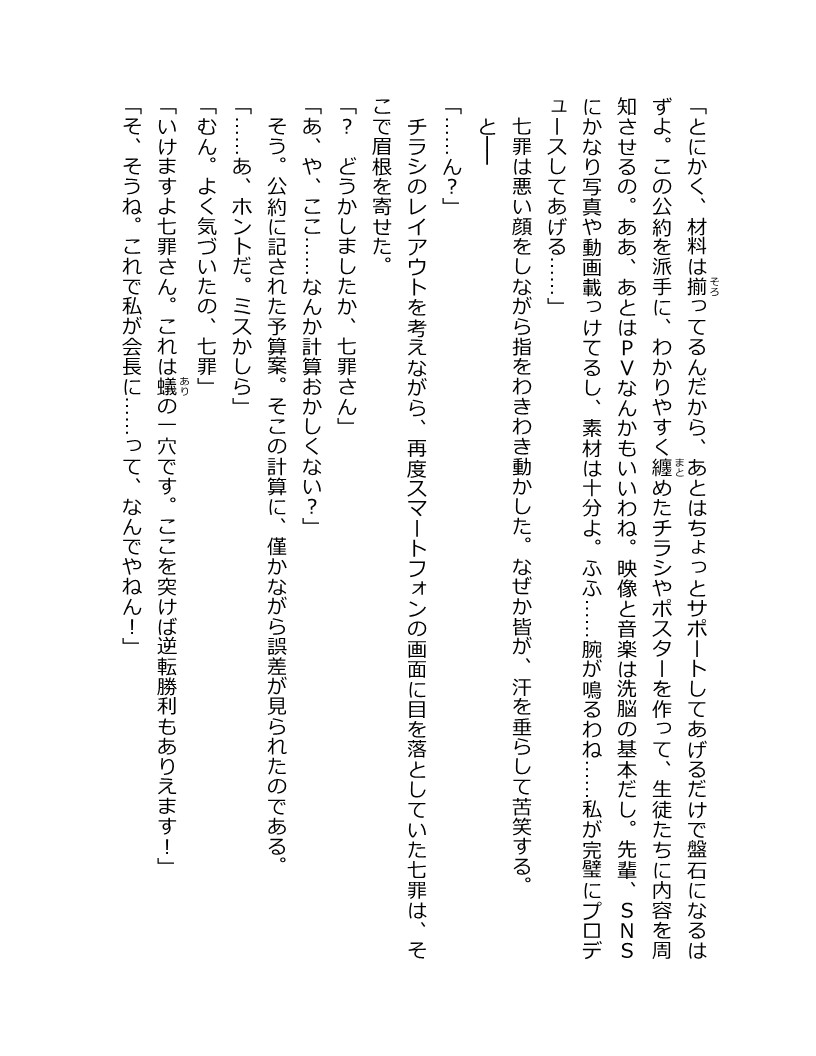 「とにかく、材料は揃ってるんだから、あとはちょっとサポートしてあげるだけで盤石になるは
ずよ。この公約を派手に、わかりやすく纏めたチラシやポスターを作って、生徒たちに内容を周
知させるの。ああ、あとはＰＶなんかもいいわね。映像と音楽は洗脳の基本だし。先輩、ＳＮＳ
にかなり写真や動画載っけてるし、素材は十分よ。ふふ……腕が鳴るわね……私が完璧にプロデ
ュースしてあげる……」
　七罪は悪い顔をしながら指をわきわき動かした。なぜか皆が、汗を垂らして苦笑する。
　と――
「……ん？」
　チラシのレイアウトを考えながら、再度スマートフォンの画面に目を落としていた七罪は、そ
こで眉根を寄せた。
「？　どうかしましたか、七罪さん」
「あ、や、ここ……なんか計算おかしくない？」
　そう。公約に記された予算案。そこの計算に、僅かながら誤差が見られたのである。
「……あ、ホントだ。ミスかしら」
「むん。よく気づいたの、七罪」
「いけますよ七罪さん。これは蟻の一穴です。ここを突けば逆転勝利もありえます！」
「そ、そうね。これで私が会長に……って、なんでやねん！」